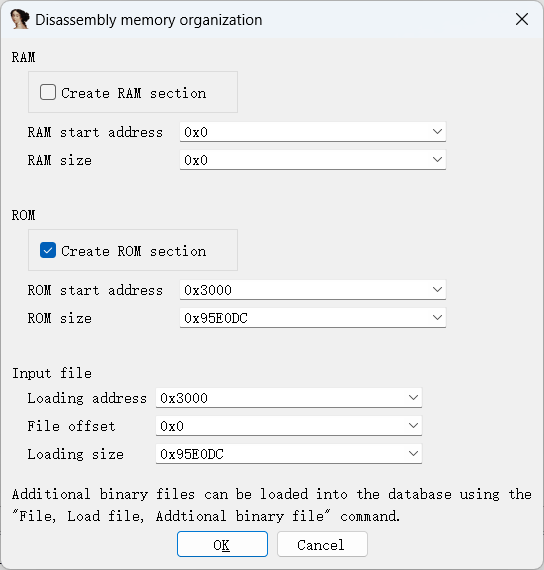 Disassembly memory organization
RAM
Create RAM section
RAM start address 0x0
RAM size 0x0
ROM
Create ROM section
ROM start address 0x3000
ROM size 0x95E0DC
Input file
Loading address 0x3000
File offset 0x0
Loading size 0x95E0DC
Additional binary files can be loaded into the database using the
"File, Load file, Addtional binary file" command.
OK Cancel